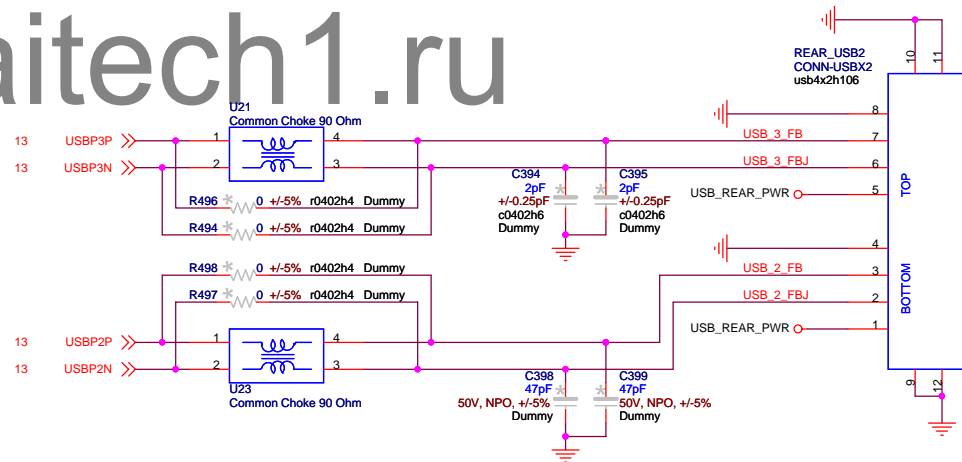 aitech1.ru
REAR_USB2
CONN-USBX2
usb4x2h106
10
11
U21
Common Choke 90 Ohm
8
13 USBP3P 1 4 USB_3_FB 7
13 USBP3N 2 3 USB_3_FBJ 6
C394
2pF
+/-0.25pF
c0402h6
Dummy
C395
2pF
+/-0.25pF
c0402h6
Dummy
USB_REAR_PWR 5
TOP
R496 * 0 +/-5% r0402h4 Dummy
R494 * 0 +/-5% r0402h4 Dummy
4
R498 * 0 +/-5% r0402h4 Dummy
USB_2_FB 3
R497 * 0 +/-5% r0402h4 Dummy
USB_2_FBJ 2
BOTTOM
USB_REAR_PWR 1
13 USBP2P 1 4
13 USBP2N 2 3
U23
Common Choke 90 Ohm
C398
47pF
50V, NPO, +/-5%
Dummy
C399
47pF
50V, NPO, +/-5%
Dummy
9
12